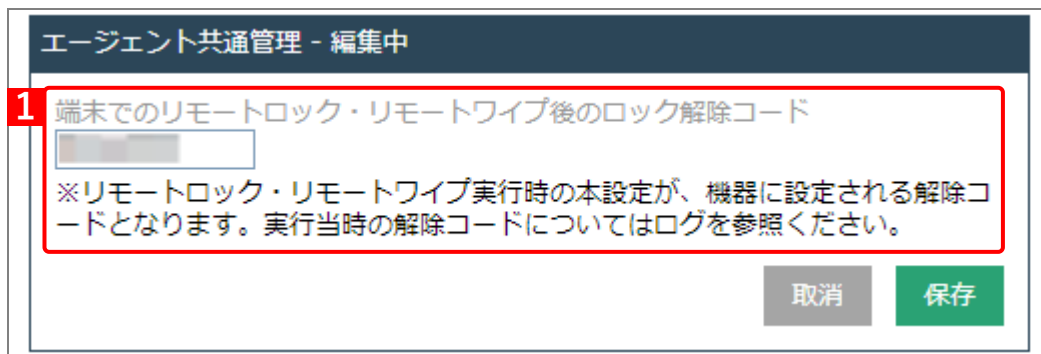 エージェント共通管理 - 編集中
1
端末でのリモートロック・リモートワイプ後のロック解除コード
※リモートロック・リモートワイプ実行時の本設定が、機器に設定される解除コ
ードとなります。実行当時の解除コードについてはログを参照ください。
取消
保存